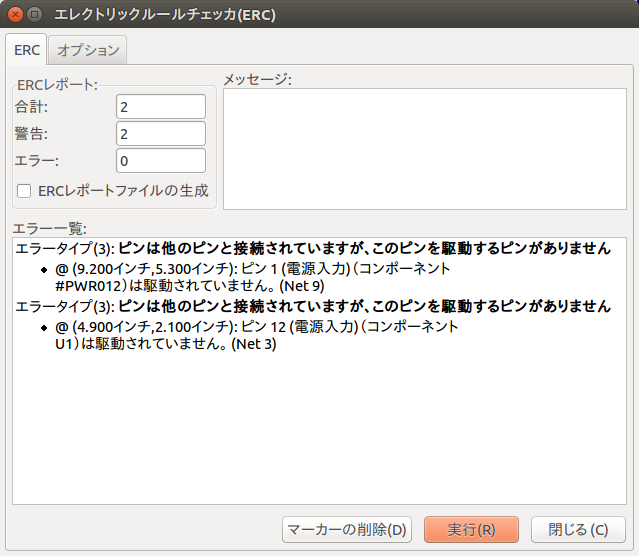 エレクトリックルールチェッカ(ERC)
ERC
オプション
ERCレポート:
合計:
2
警告:
2
エラー:
0
ERCレポートファイルの生成
メッセージ:
エラー一覧:
エラータイプ(3): ピンは他のピンと接続されていますが、このピンを駆動するピンがありません
@ (9.200インチ,5.300インチ): ピン 1 (電源入力)（コンポーネント
#PWR012）は駆動されていません。(Net 9)
エラータイプ(3): ピンは他のピンと接続されていますが、このピンを駆動するピンがありません
@ (4.900インチ,2.100インチ): ピン 12 (電源入力)（コンポーネント
U1）は駆動されていません。(Net 3)
マーカーの削除(D)
実行(R)
閉じる(C)